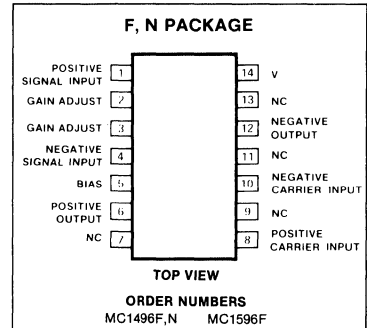 F, N PACKAGE
POSITIVE
SIGNAL INPUT 1
GAIN ADJUST 2
GAIN ADJUST 3
NEGATIVE
SIGNAL INPUT 4
BIAS 5
POSITIVE
OUTPUT 6
NC 7
14 V
13 NC
12 NEGATIVE
OUTPUT
11 NC
10 NEGATIVE
CARRIER INPUT
9 NC
8 POSITIVE
CARRIER INPUT
TOP VIEW
ORDER NUMBERS
MC1496F,N MC1596F